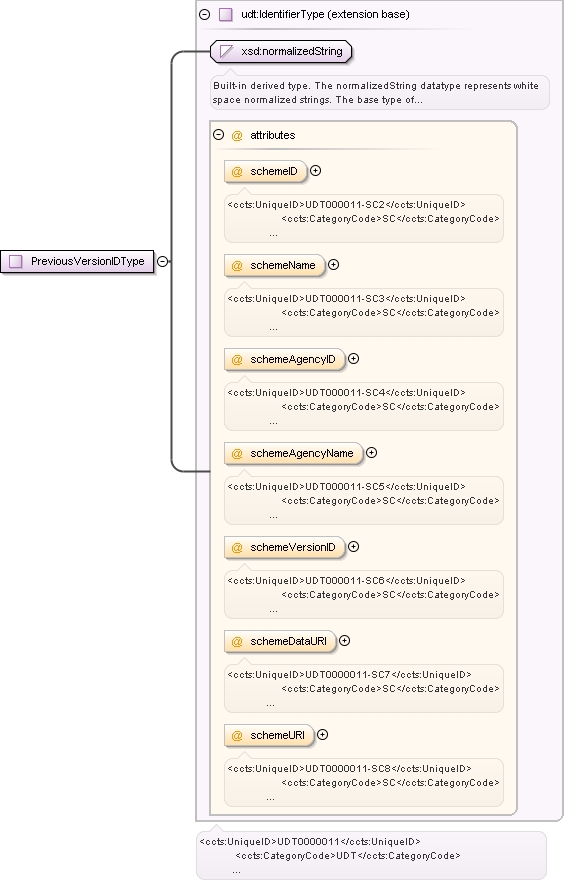 udt:IdentifierType (extension base)
xsd:normalizedString
Built-in derived type. The normalizedString datatype represents white
space normalized strings. The base type of...
@ attributes
@ schemeID
<ccts:UniqueID>UDT000011-SC2</ccts:UniqueID>
<ccts:CategoryCode>SC</ccts:CategoryCode>
...
@ schemeName
<ccts:UniqueID>UDT000011-SC3</ccts:UniqueID>
<ccts:CategoryCode>SC</ccts:CategoryCode>
...
PreviousVersionIDType
@ schemeAgencyID
<ccts:UniqueID>UDT000011-SC4</ccts:UniqueID>
<ccts:CategoryCode>SC</ccts:CategoryCode>
...
@ schemeAgencyName
<ccts:UniqueID>UDT000011-SC5</ccts:UniqueID>
<ccts:CategoryCode>SC</ccts:CategoryCode>
...
@ schemeVersionID
<ccts:UniqueID>UDT000011-SC6</ccts:UniqueID>
<ccts:CategoryCode>SC</ccts:CategoryCode>
...
@ schemeDataURI
<ccts:UniqueID>UDT0000011-SC7</ccts:UniqueID>
<ccts:CategoryCode>SC</ccts:CategoryCode>
...
@ schemeURI
<ccts:UniqueID>UDT0000011-SC8</ccts:UniqueID>
<ccts:CategoryCode>SC</ccts:CategoryCode>
...
<ccts:UniqueID>UDT0000011</ccts:UniqueID>
<ccts:CategoryCode>UDT</ccts:CategoryCode>
...